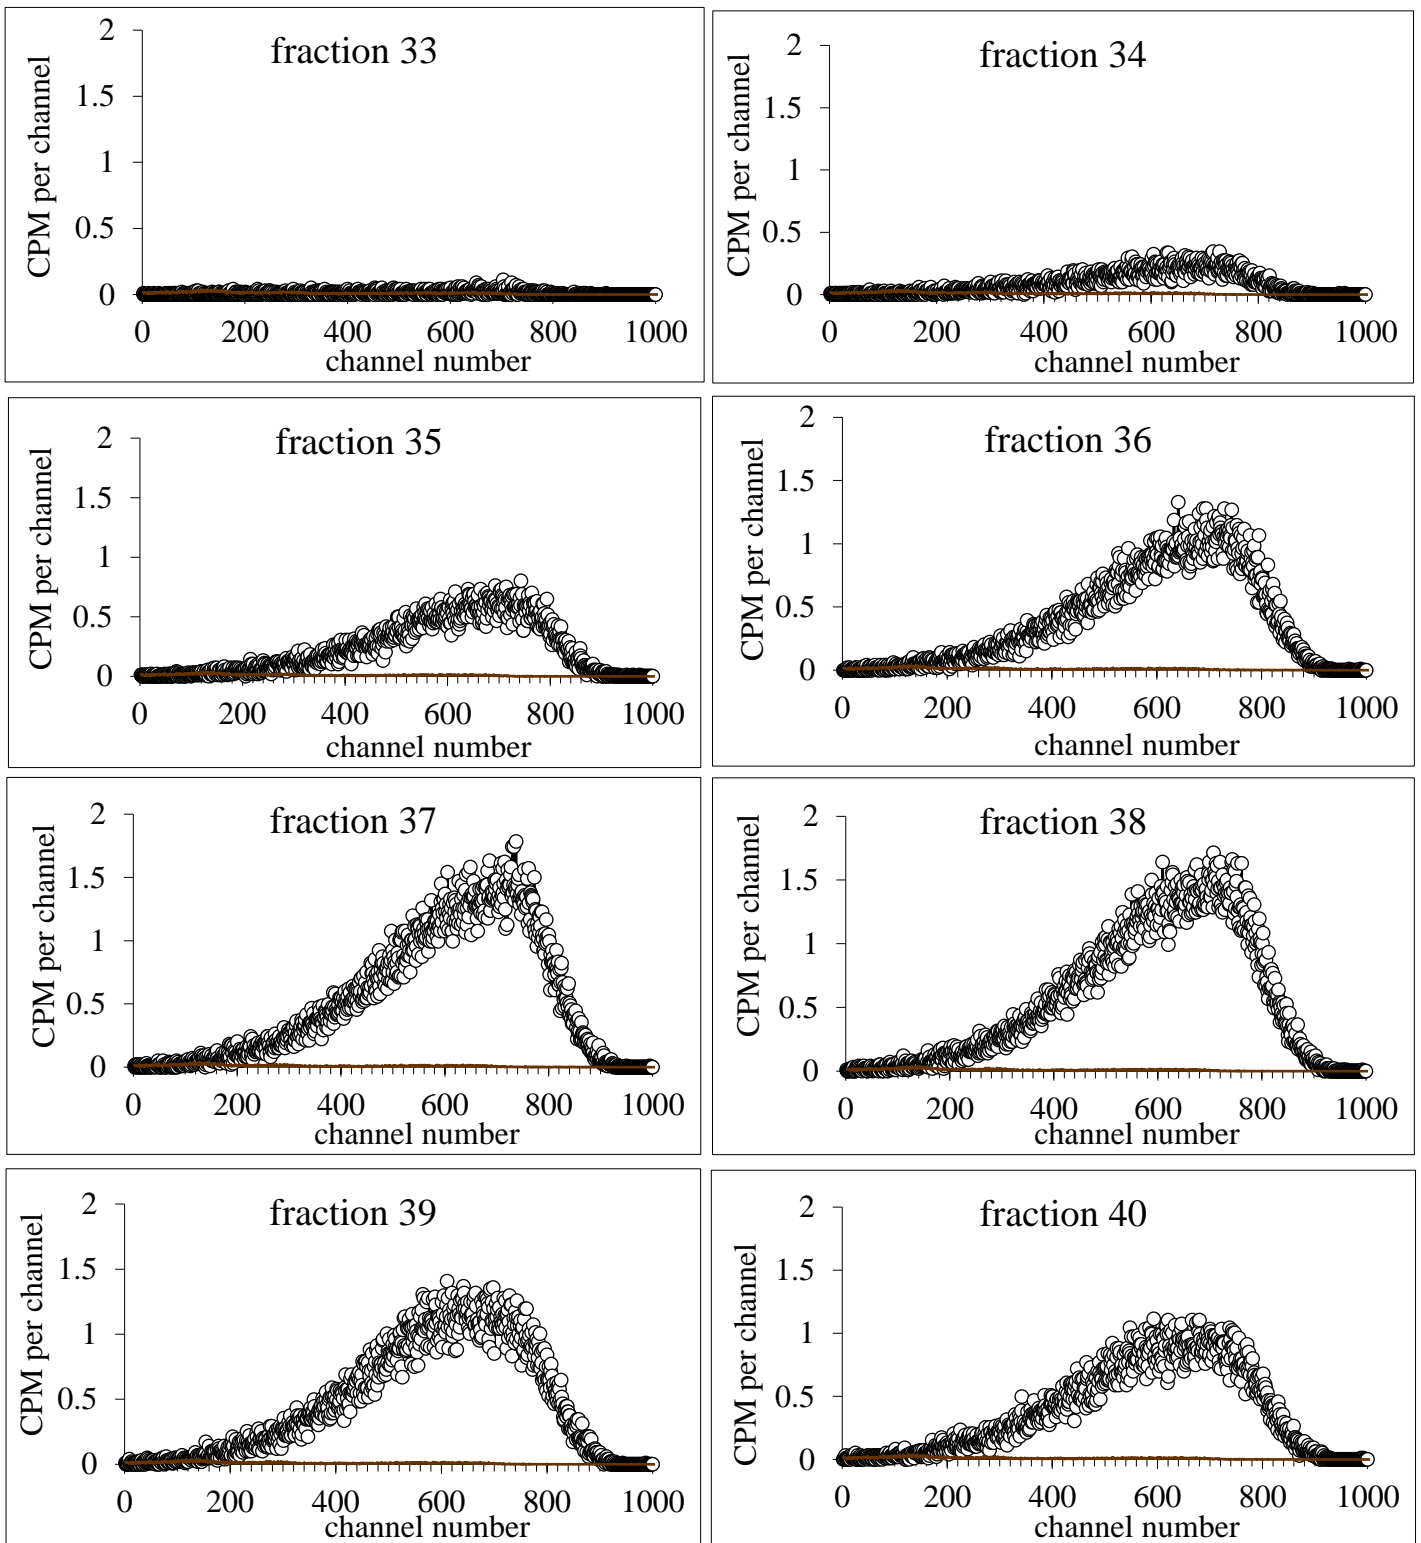 fraction 33
CPM per channel
2
1.5
1
0.5
0
0 200 400 600 800 1000
channel number
fraction 34
CPM per channel
2
1.5
1
0.5
0
0 200 400 600 800 1000
channel number
fraction 35
CPM per channel
2
1.5
1
0.5
0
0 200 400 600 800 1000
channel number
fraction 36
CPM per channel
2
1.5
1
0.5
0
0 200 400 600 800 1000
channel number
fraction 37
CPM per channel
2
1.5
1
0.5
0
0 200 400 600 800 1000
channel number
fraction 38
CPM per channel
2
1.5
1
0.5
0
0 200 400 600 800 1000
channel number
fraction 39
CPM per channel
2
1.5
1
0.5
0
0 200 400 600 800 1000
channel number
fraction 40
CPM per channel
2
1.5
1
0.5
0
0 200 400 600 800 1000
channel number